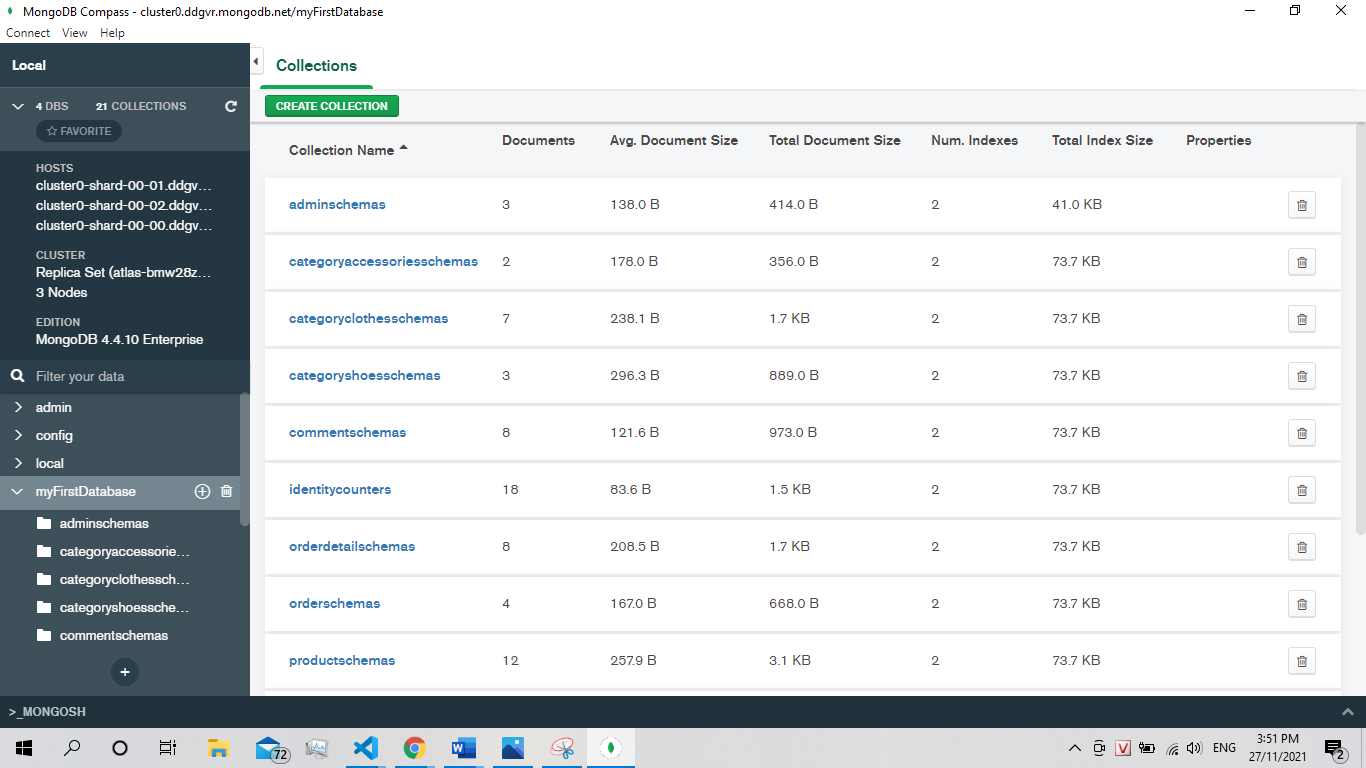 MongoDB Compass - cluster0.ddgvr.mongodb.net/myFirstDatabase
Connect View Help
Local
4 DBS 21 COLLECTIONS
FAVORITE
HOSTS
cluster0-shard-00-01.ddgv...
cluster0-shard-00-02.ddgv...
cluster0-shard-00-00.ddgv...
CLUSTER
Replica Set (atlas-bmw28z...
3 Nodes
EDITION
MongoDB 4.4.10 Enterprise
Filter your data
admin
config
local
myFirstDatabase
adminschemas
categoryaccessorie...
categoryclothessch...
categoryshoessche...
commentschemas
+
Collections
CREATE COLLECTION
Collection Name Documents Avg. Document Size Total Document Size Num. Indexes Total Index Size Properties
adminschemas 3 138.0 B 414.0 B 2 41.0 KB
categoryaccessoriesschemas 2 178.0 B 356.0 B 2 73.7 KB
categoryclothesschemas 7 238.1 B 1.7 KB 2 73.7 KB
categoryshoesschemas 3 296.3 B 889.0 B 2 73.7 KB
commentschemas 8 121.6 B 973.0 B 2 73.7 KB
identitycounters 18 83.6 B 1.5 KB 2 73.7 KB
orderdetailschemas 8 208.5 B 1.7 KB 2 73.7 KB
orderschemas 4 167.0 B 668.0 B 2 73.7 KB
productschemas 12 257.9 B 3.1 KB 2 73.7 KB
>_MONGOSH
72
W
V
ENG
3:51 PM
27/11/2021
2